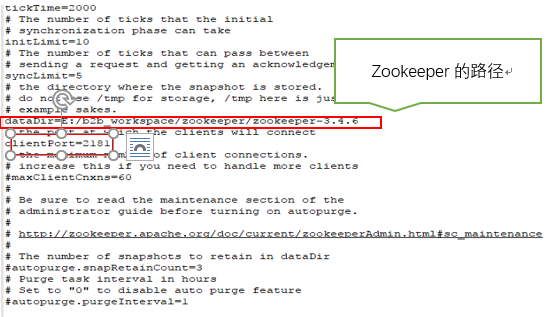 tickTime=2000
# The number of ticks that the initial
# synchronization phase can take
initLimit=10
# The number of ticks that can pass between
# sending a request and getting an acknowledgem
syncLimit=5
# the directory where the snapshot is stored.
# do not use /tmp for storage, /tmp here is jus
# example sakes.
Zookeeper 的路径
dataDir=E:/b2b_workspace/zookeeper/zookeeper-3.4.6
# the port at which the clients will connect
clientPort=2181
# the maximum number of client connections.
# increase this if you need to handle more clients
#maxClientCnxns=60
#
# Be sure to read the maintenance section of the
# administrator guide before turning on autopurge.
#
# http://zookeeper.apache.org/doc/current/zookeeperAdmin.html#sc_maintenance
#
# The number of snapshots to retain in dataDir
#autopurge.snapRetainCount=3
# Purge task interval in hours
# Set to "0" to disable auto purge feature
#autopurge.purgeInterval=1